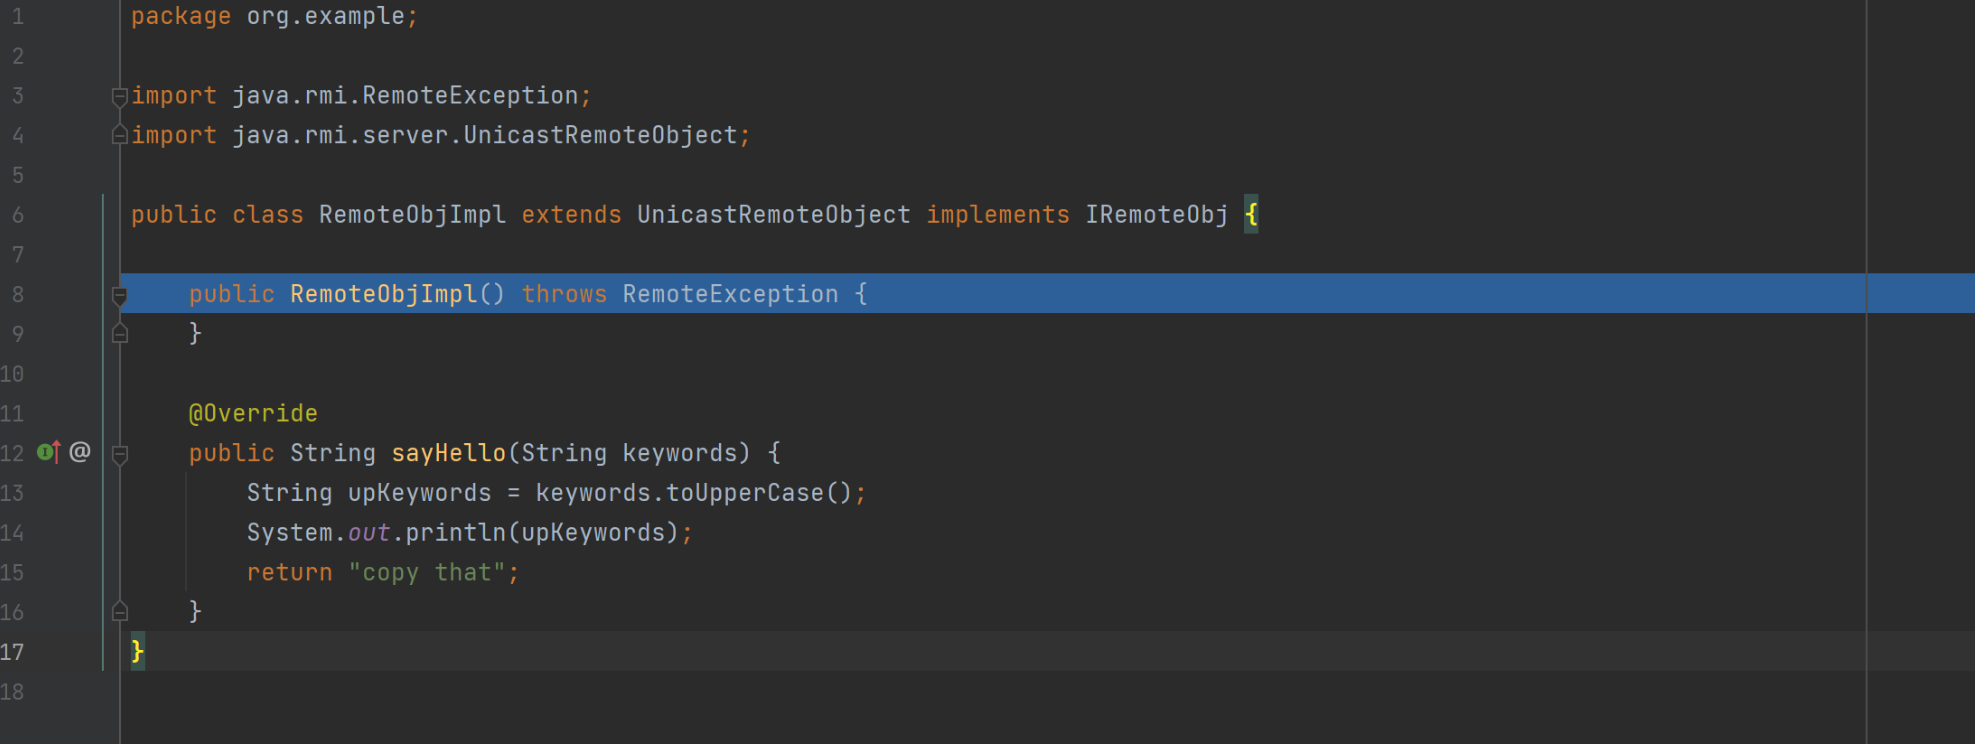 1 package org.example;
2
3 import java.rmi.RemoteException;
4 import java.rmi.server.UnicastRemoteObject;
5
6 public class RemoteObjImpl extends UnicastRemoteObject implements IRemoteObj {
7
8     public RemoteObjImpl() throws RemoteException {
9     }
10
11     @Override
12 I @     public String sayHello(String keywords) {
13         String upKeywords = keywords.toUpperCase();
14         System.out.println(upKeywords);
15         return "copy that";
16     }
17 }
18